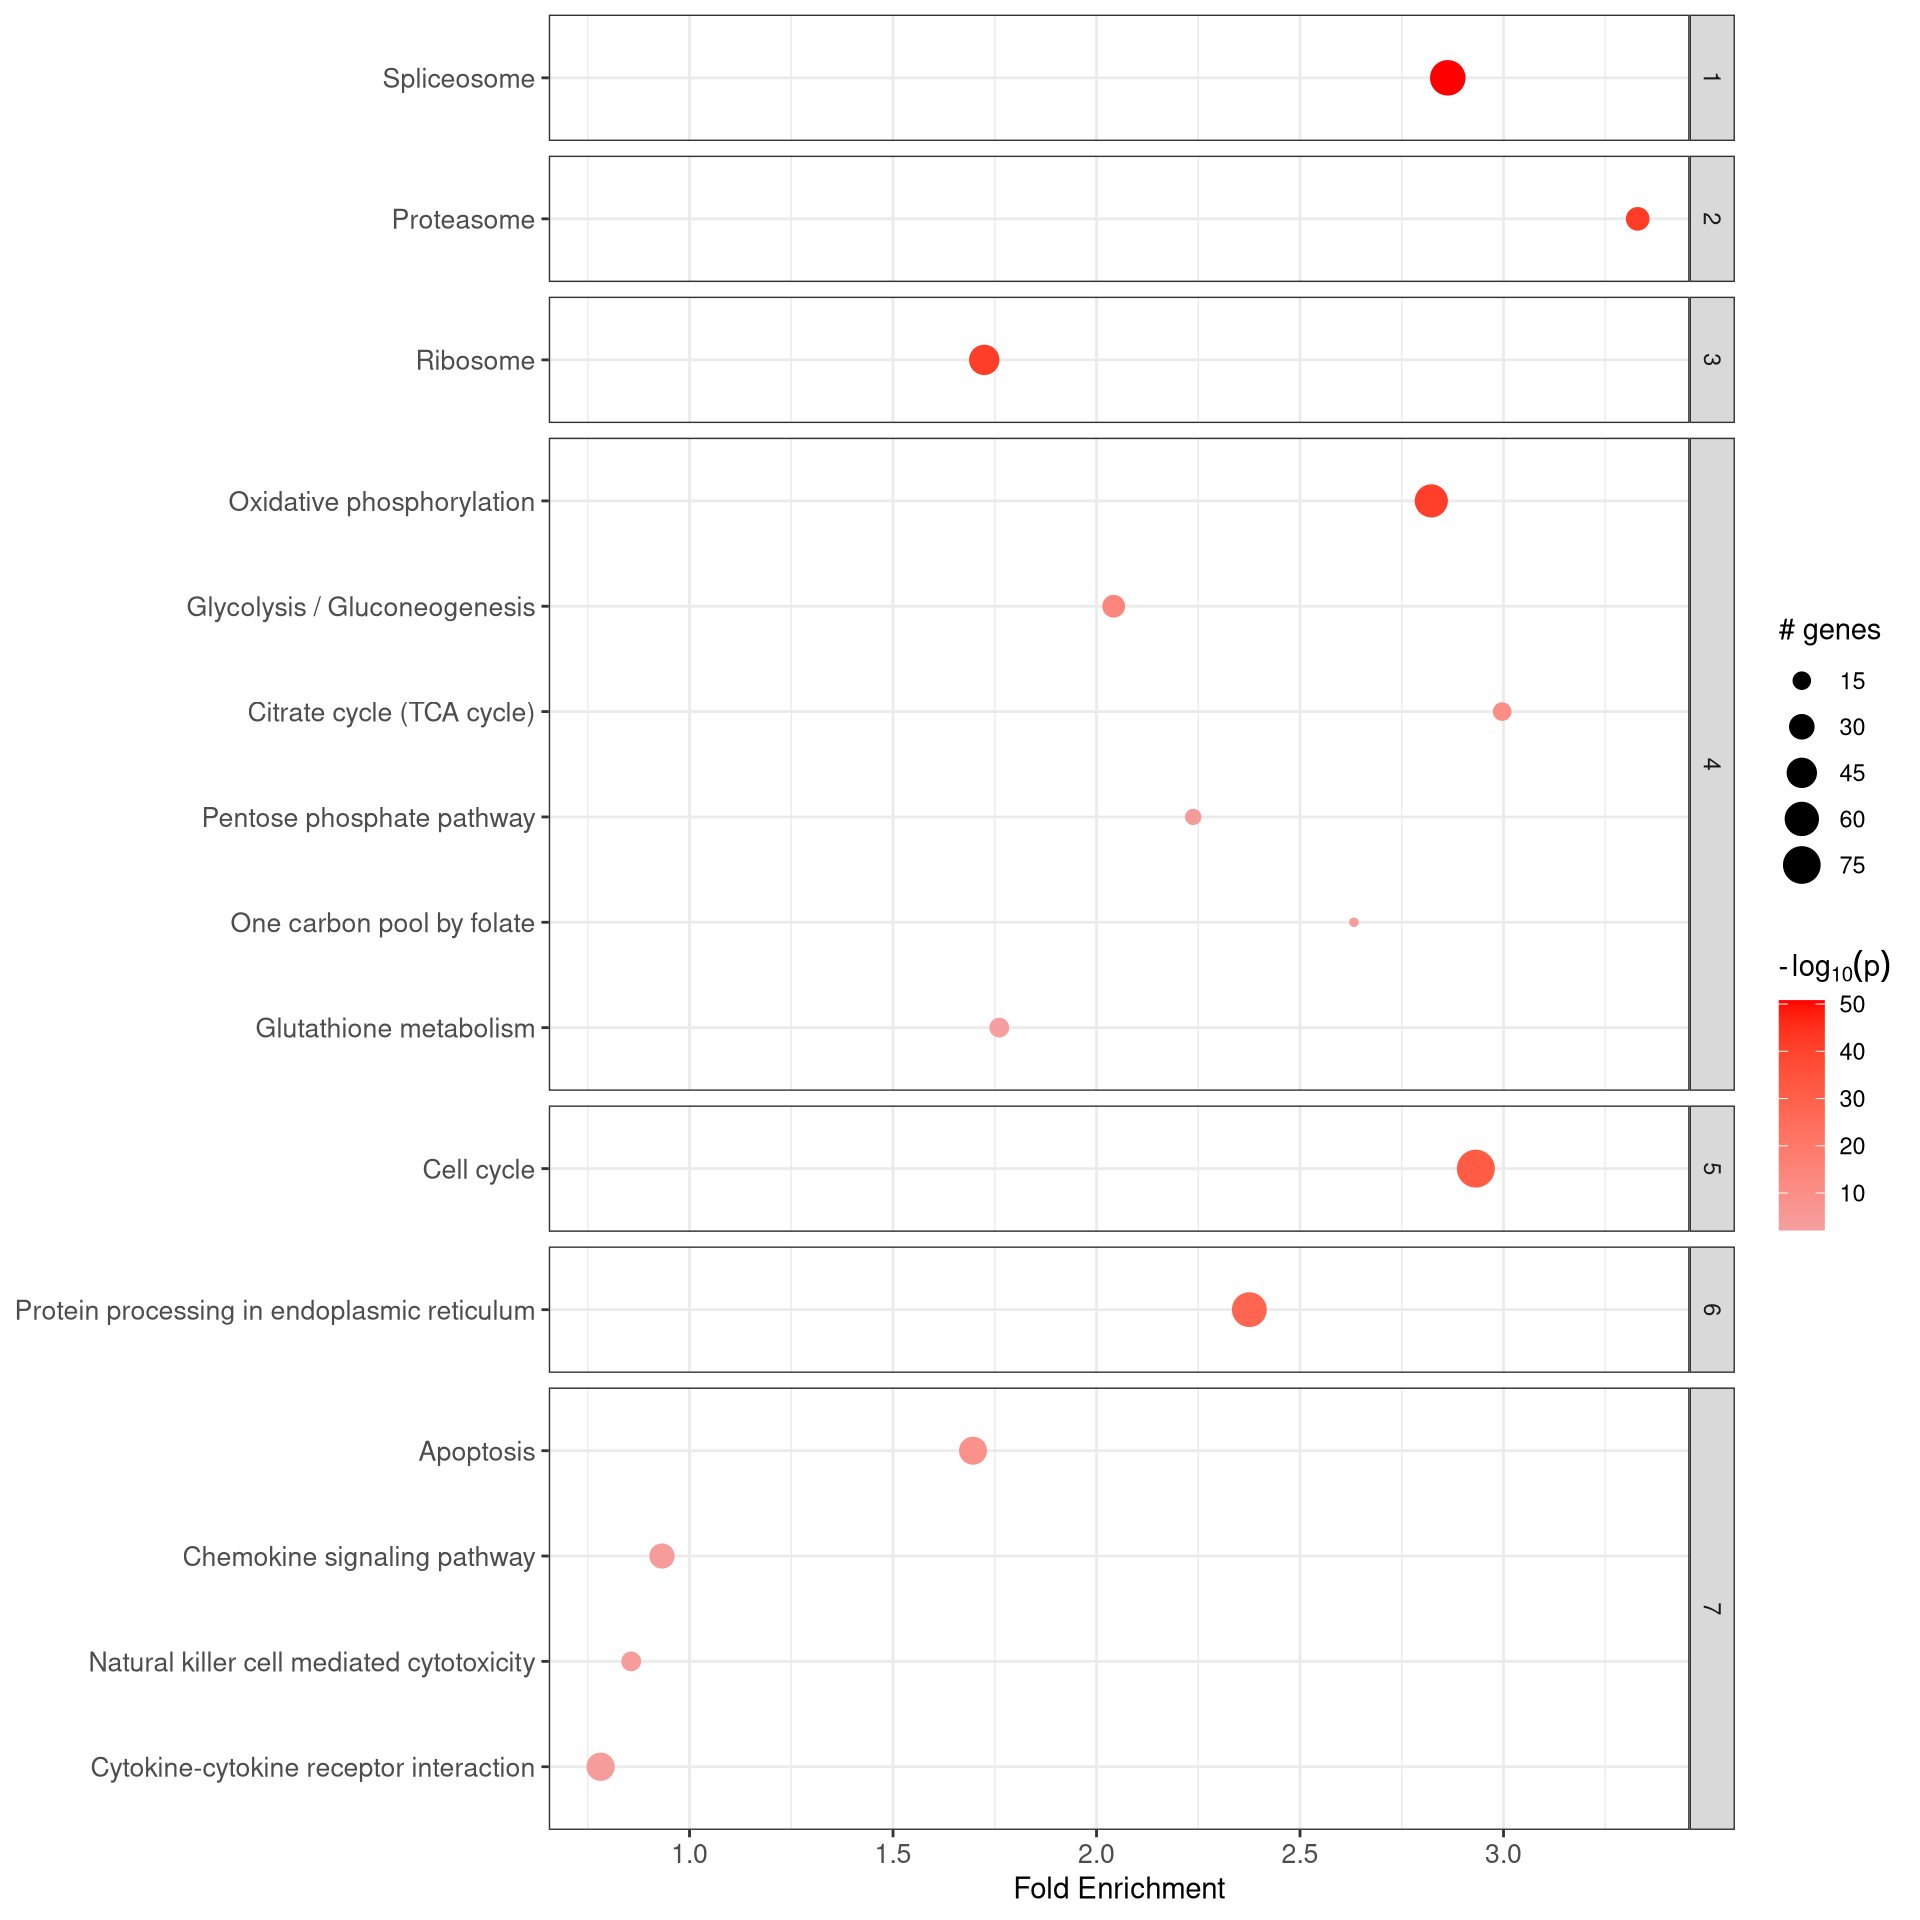 Spliceosome
1
Proteasome
2
Ribosome
3
Oxidative phosphorylation
Glycolysis / Gluconeogenesis
Citrate cycle (TCA cycle)
Pentose phosphate pathway
One carbon pool by folate
Glutathione metabolism
4
Cell cycle
5
Protein processing in endoplasmic reticulum
6
Apoptosis
Chemokine signaling pathway
Natural killer cell mediated cytotoxicity
Cytokine-cytokine receptor interaction
7
1.0 1.5 2.0 2.5 3.0
Fold Enrichment
# genes
15
30
45
60
75
-log₁₀(p)
50
40
30
20
10